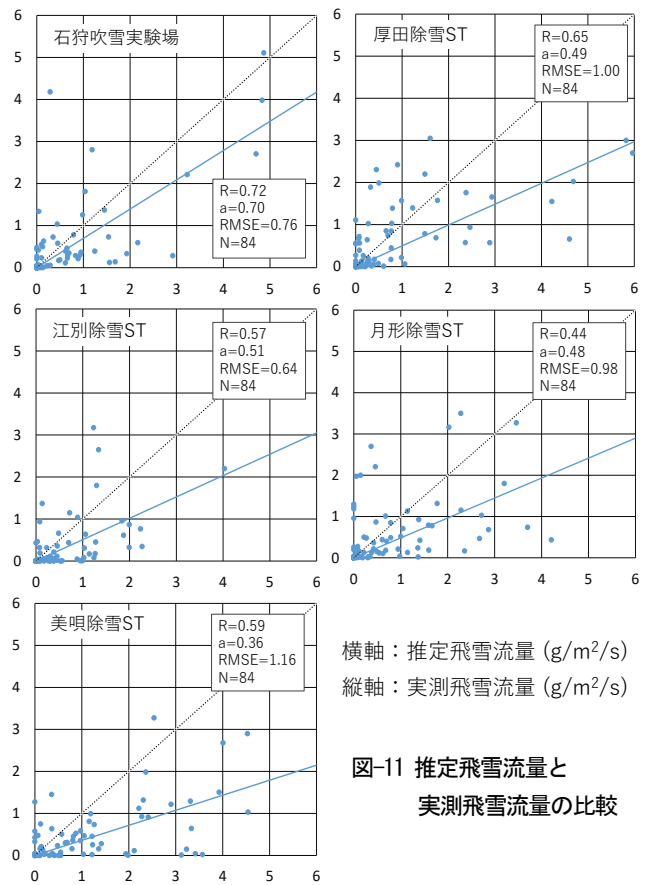 石狩吹雪実験場
R=0.72
a=0.70
RMSE=0.76
N=84
6
5
4
3
2
1
0
0 1 2 3 4 5 6
厚田除雪ST
R=0.65
a=0.49
RMSE=1.00
N=84
6
5
4
3
2
1
0
0 1 2 3 4 5 6
江別除雪ST
R=0.57
a=0.51
RMSE=0.64
N=84
6
5
4
3
2
1
0
0 1 2 3 4 5 6
月形除雪ST
R=0.44
a=0.48
RMSE=0.98
N=84
6
5
4
3
2
1
0
0 1 2 3 4 5 6
美唄除雪ST
R=0.59
a=0.36
RMSE=1.16
N=84
6
5
4
3
2
1
0
0 1 2 3 4 5 6
横軸：推定飛雪流量 (g/m²/s)
縦軸：実測飛雪流量 (g/m²/s)
図-11 推定飛雪流量と
実測飛雪流量の比較